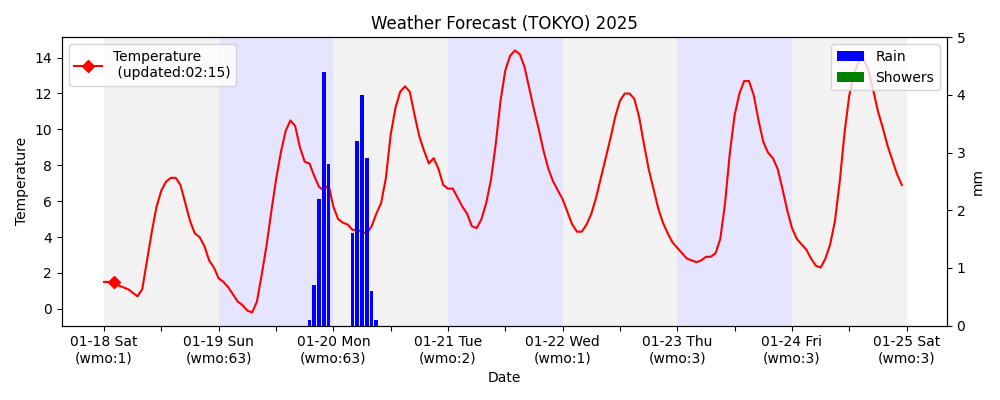 Weather Forecast (TOKYO) 2025
Temperature
(updated:02:15)
Rain
Showers
Temperature
14
12
10
8
6
4
2
0
5
4
3
2
1
0
mm
01-18 Sat
(wmo:1)
01-19 Sun
(wmo:63)
01-20 Mon
(wmo:63)
01-21 Tue
(wmo:2)
01-22 Wed
(wmo:1)
01-23 Thu
(wmo:3)
01-24 Fri
(wmo:3)
01-25 Sat
(wmo:3)
Date